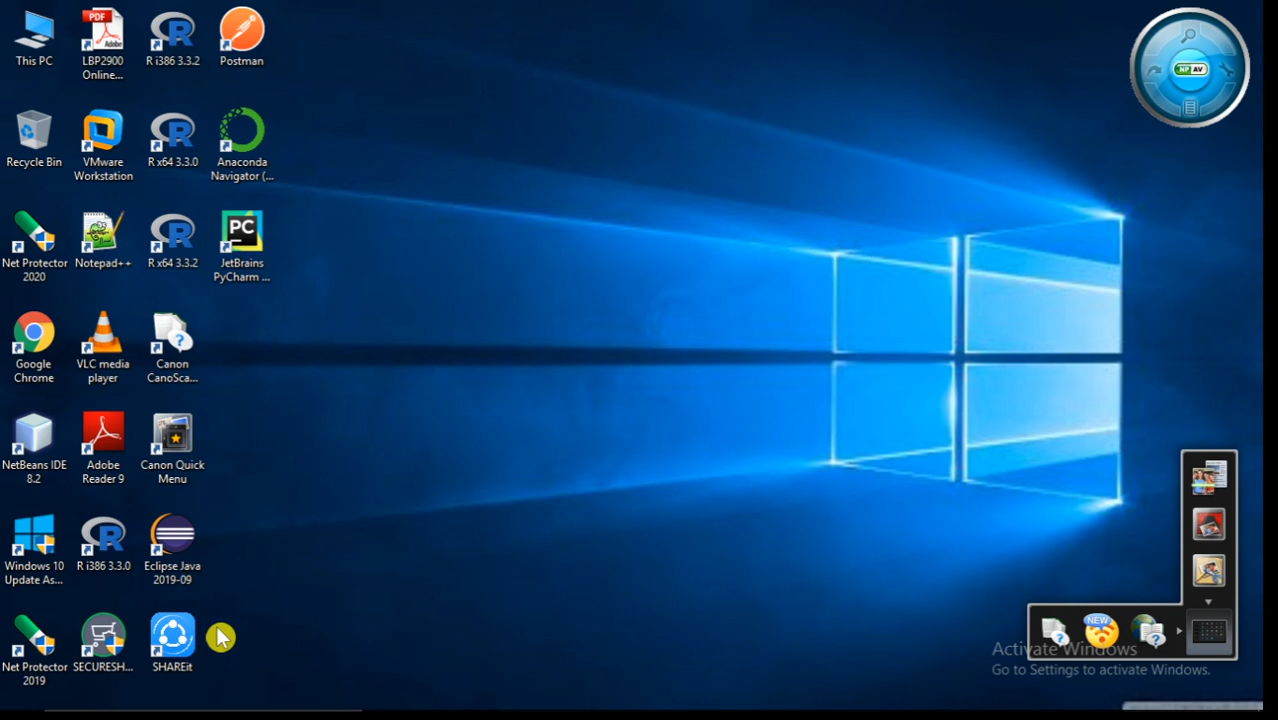 This PC
PDF
Adobe
LBP2900
Online...
R i386 3.3.2
Postman
NP AV
Recycle Bin
VMware
Workstation
R x64 3.3.0
Anaconda
Navigator (...
Net Protector
2020
Notepad++
R x64 3.3.2
PC
JetBrains
PyCharm ...
Google
Chrome
VLC media
player
Canon
CanoSca...
NetBeans IDE
8.2
Adobe
Reader 9
Canon Quick
Menu
Windows 10
Update As...
R i386 3.3.0
Eclipse Java
2019-09
Net Protector
2019
SECURESH...
SHAREit
NEW
Activate Windows
Go to Settings to activate Windows.